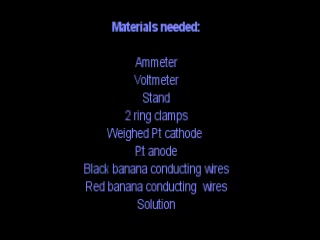 Materials needed:
Ammeter
Voltmeter
Stand
2 ring clamps
Weighed Pt cathode
Pt anode
Black banana conducting wires
Red banana conducting wires
Solution